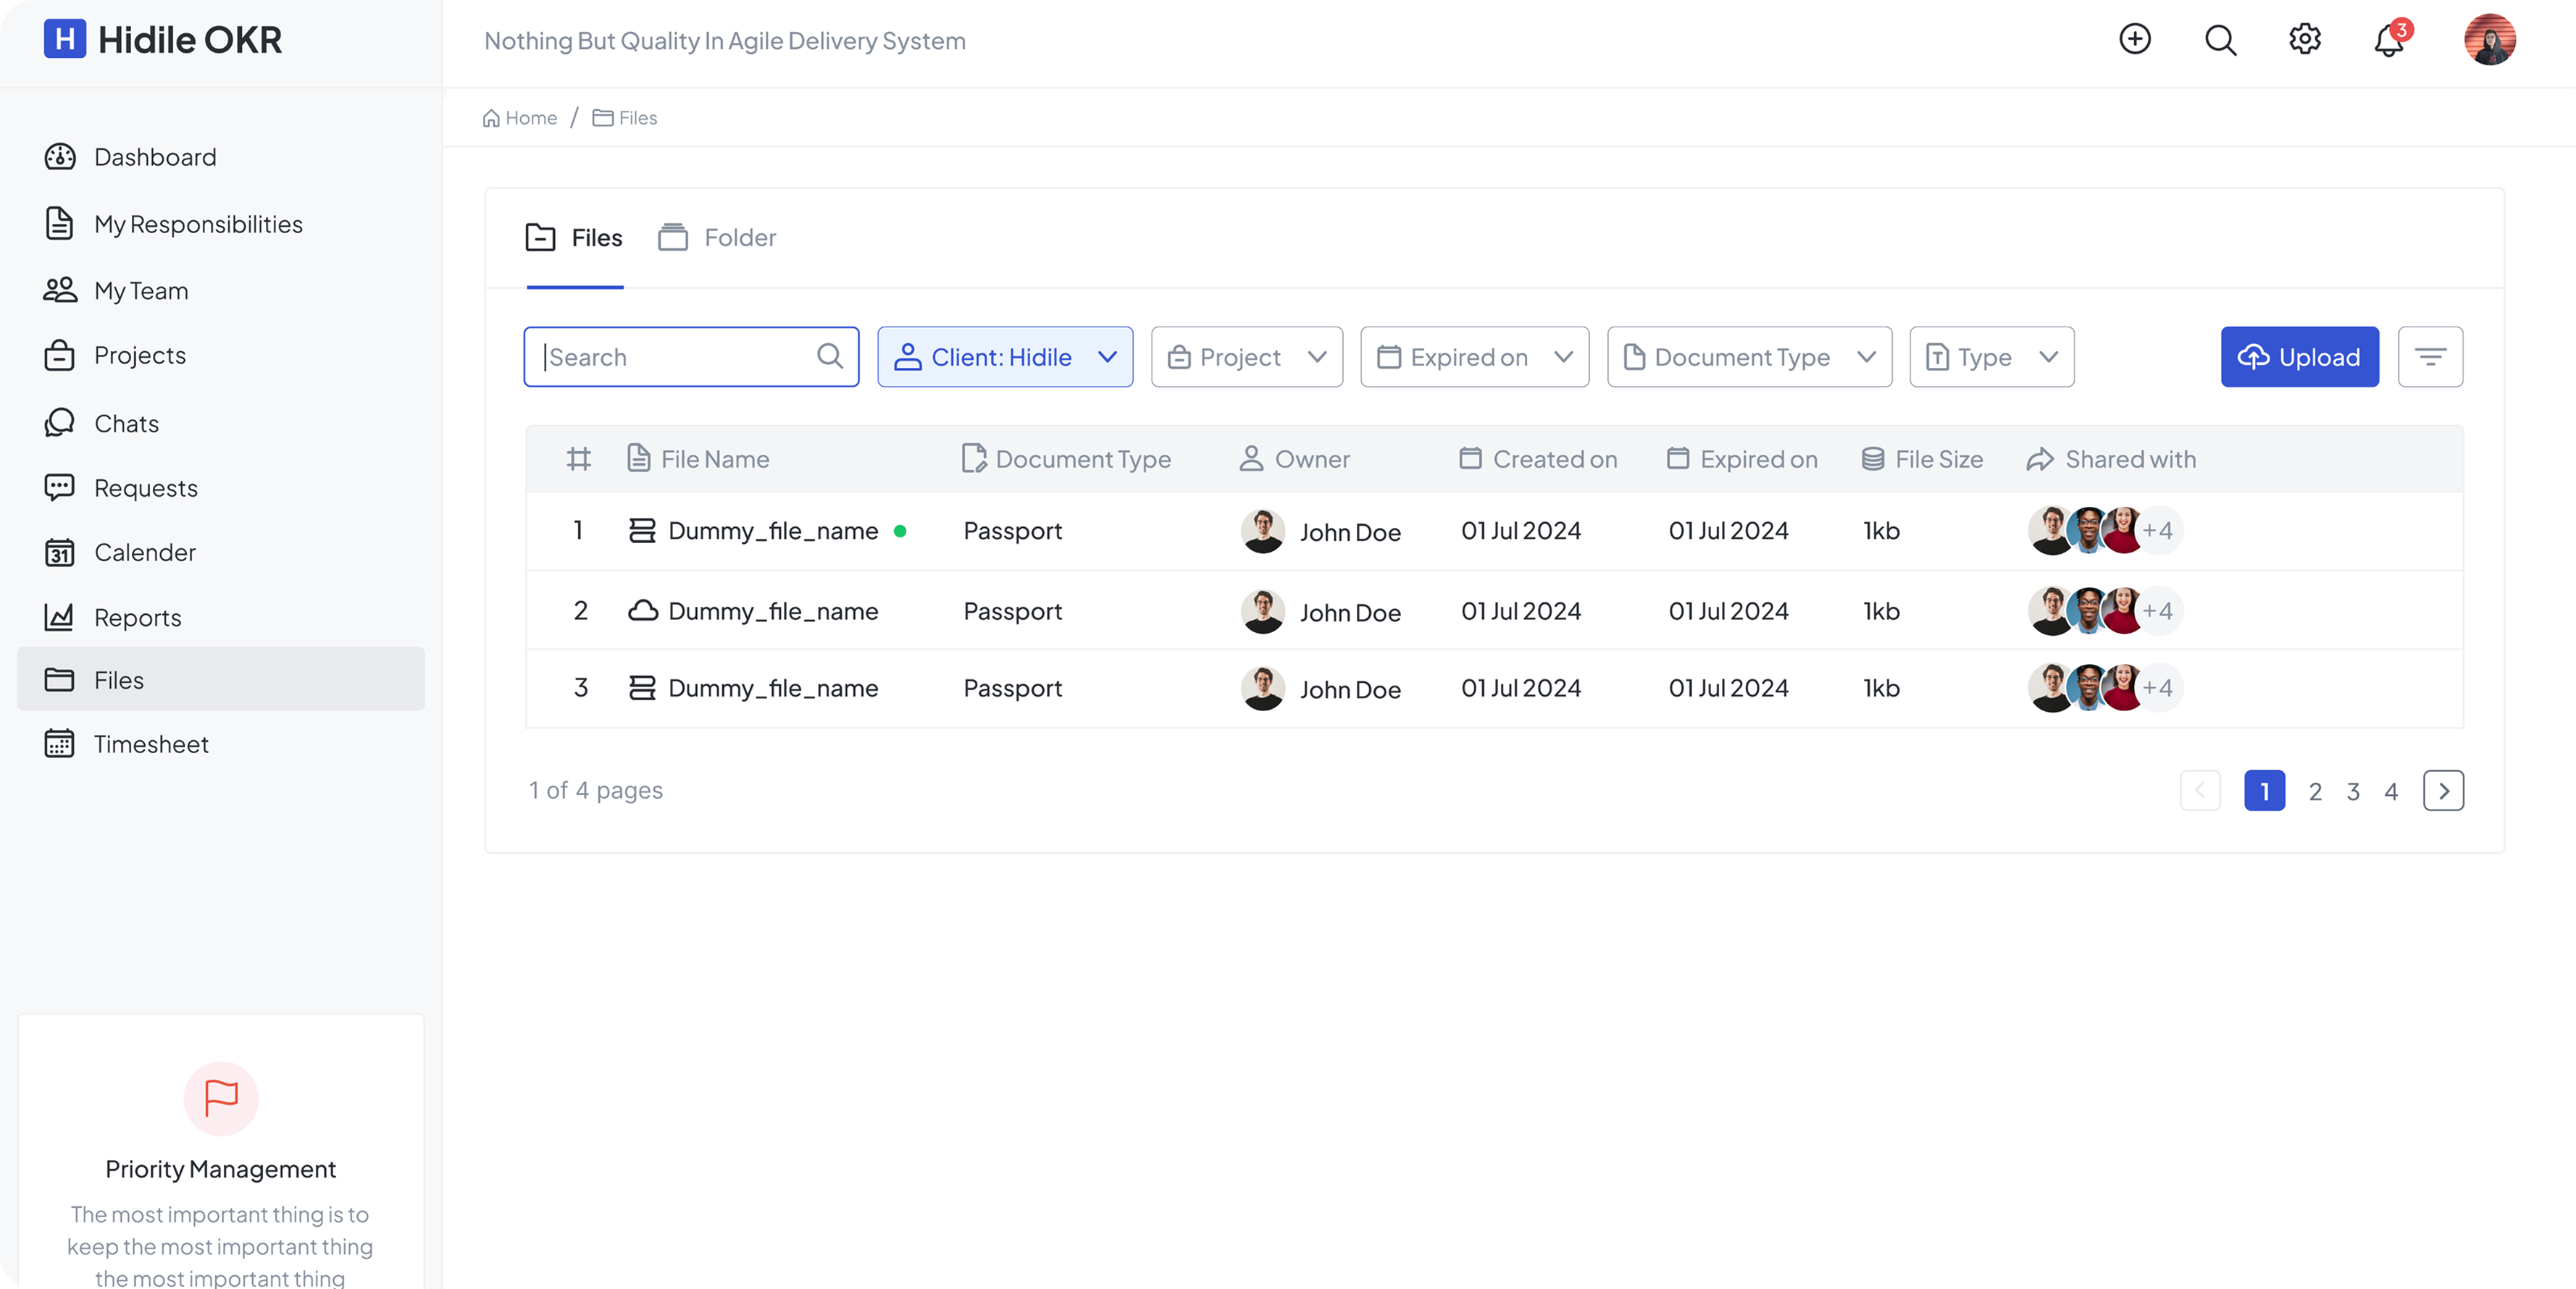 H Hidile OKR
Nothing But Quality In Agile Delivery System
3
Home / Files
Dashboard
My Responsibilities
My Team
Projects
Chats
Requests
31 Calender
Reports
Files
Timesheet
Priority Management
The most important thing is to
keep the most important thing
the most important thing
Files Folder
Search Client: Hidile Project Expired on Document Type T Type Upload
# File Name Document Type Owner Created on Expired on File Size Shared with
1 Dummy_file_name Passport John Doe 01 Jul 2024 01 Jul 2024 1kb +4
2 Dummy_file_name Passport John Doe 01 Jul 2024 01 Jul 2024 1kb +4
3 Dummy_file_name Passport John Doe 01 Jul 2024 01 Jul 2024 1kb +4
1 of 4 pages
1 2 3 4